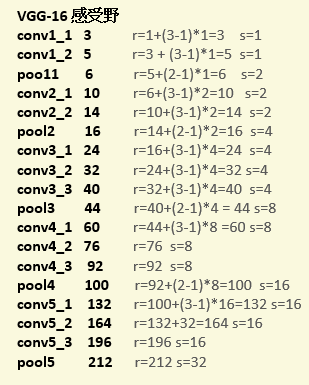 VGG-16 感受野
conv1_1 3 r=1+(3-1)*1=3 s=1
conv1_2 5 r=3 + (3-1)*1=5 s=1
poo11 6 r=5+(2-1)*1=6 s=2
conv2_1 10 r=6+(3-1)*2=10 s=2
conv2_2 14 r=10+(3-1)*2=14 s=2
pool2 16 r=14+(2-1)*2=16 s=4
conv3_1 24 r=16+(3-1)*4=24 s=4
conv3_2 32 r=24+(3-1)*4=32 s=4
conv3_3 40 r=32+(3-1)*4=40 s=4
pool3 44 r=40+(2-1)*4 = 44 s=8
conv4_1 60 r=44+(3-1)*8 =60 s=8
conv4_2 76 r=76 s=8
conv4_3 92 r=92 s=8
pool4 100 r=92+(2-1)*8=100 s=16
conv5_1 132 r=100+(3-1)*16=132 s=16
conv5_2 164 r=132+32=164 s=16
conv5_3 196 r=196 s=16
pool5 212 r=212 s=32